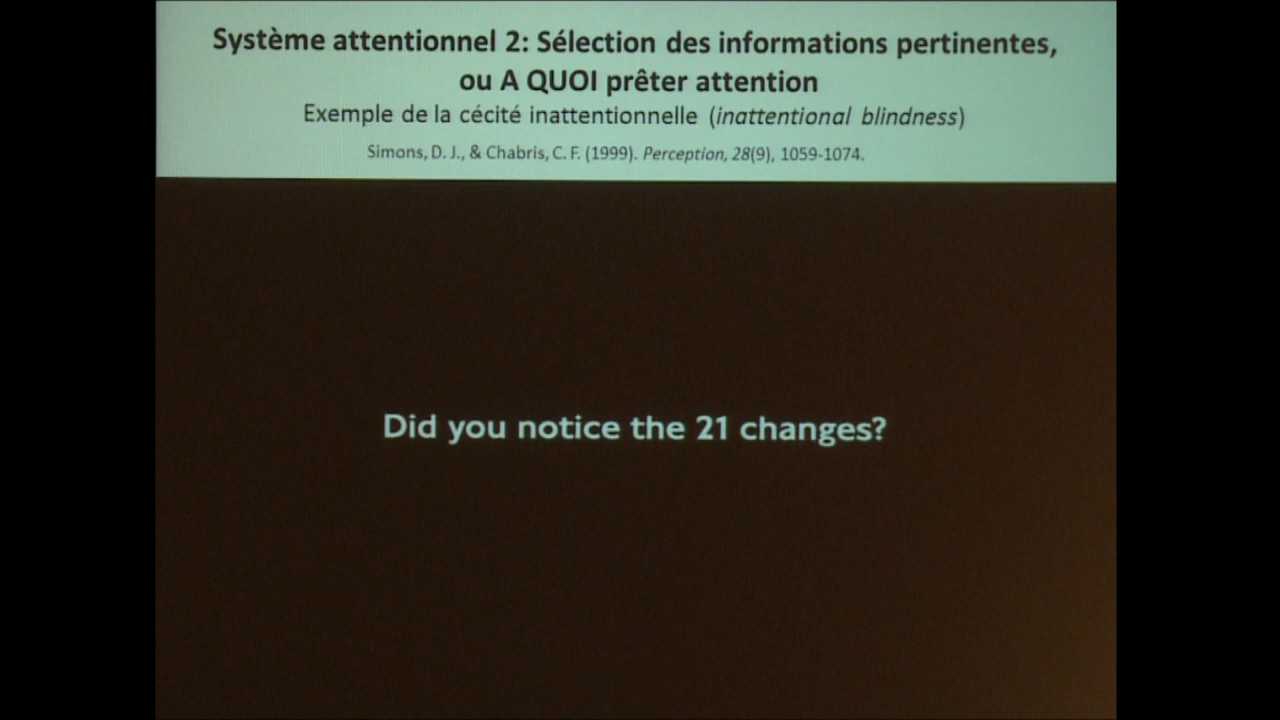 Système attentionnel 2: Sélection des informations pertinentes,
ou A QUOI prêter attention
Exemple de la cécité inattentionnelle (inattentional blindness)
Simons, D. J., & Chabris, C. F. (1999). Perception, 28(9), 1059-1074.
Did you notice the 21 changes?